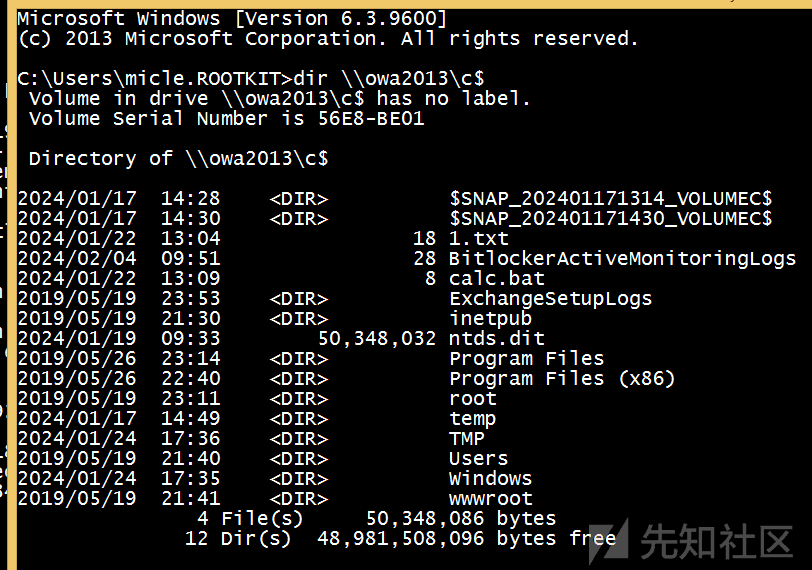 Microsoft Windows [Version 6.3.9600]
(c) 2013 Microsoft Corporation. All rights reserved.
C:\Users\micle.ROOTKIT>dir \\owa2013\c$
Volume in drive \\owa2013\c$ has no label.
Volume Serial Number is 56E8-BE01
Directory of \\owa2013\c$
2024/01/17 14:28 <DIR> $SNAP_202401171314_VOLUMEC$
2024/01/17 14:30 <DIR> $SNAP_202401171430_VOLUMEC$
2024/01/22 13:04 18 1.txt
2024/02/04 09:51 28 BitlockerActiveMonitoringLogs
2024/01/22 13:09 8 calc.bat
2019/05/19 23:53 <DIR> ExchangeSetupLogs
2019/05/19 21:30 <DIR> inetpub
2024/01/19 09:33 50,348,032 ntds.dit
2019/05/26 23:14 <DIR> Program Files
2019/05/26 22:40 <DIR> Program Files (x86)
2019/05/19 23:11 <DIR> root
2024/01/17 14:49 <DIR> temp
2024/01/24 17:36 <DIR> TMP
2019/05/19 21:40 <DIR> Users
2024/01/24 17:35 <DIR> Windows
2019/05/19 21:41 <DIR> wwwroot
4 File(s) 50,348,086 bytes
12 Dir(s) 48,981,508,096 bytes free
先知社区